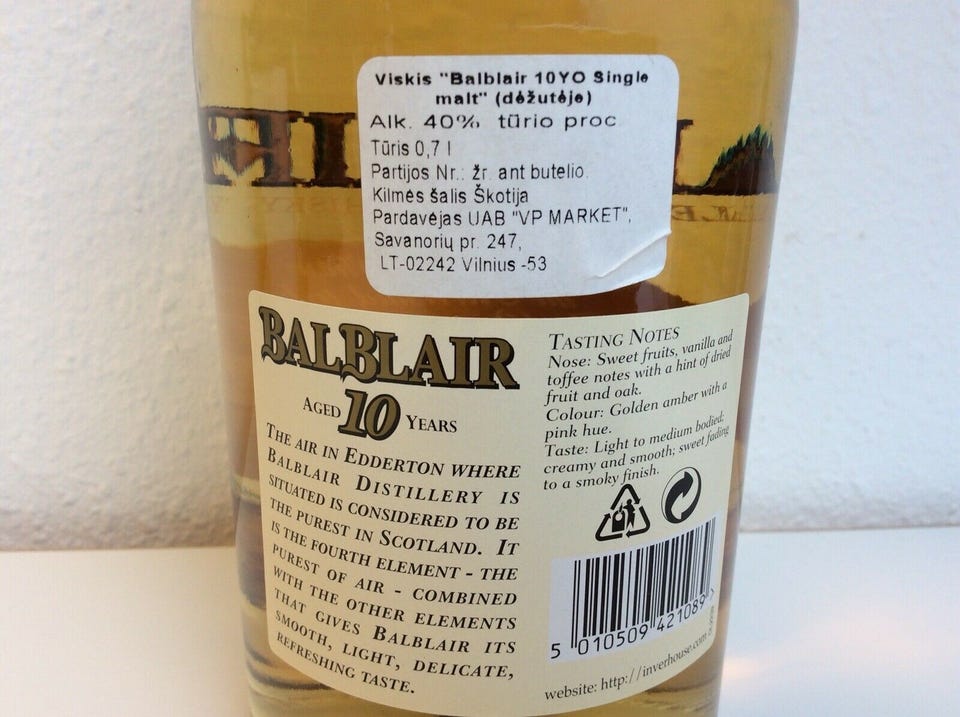 Viskis "Balblair 10YO Single
malt" (dėžutėje)
Alk. 40% tūrio proc
Tūris 0,7 l
Partijos Nr.: žr. ant butelio.
Kilmės šalis Škotija
Pardavėjas UAB "VP MARKET",
Savanorių pr. 247,
LT-02242 Vilnius -53
BALBLAIR
AGED 10 YEARS
THE AIR IN EDDERTON WHERE
BALBLAIR DISTILLERY IS
SITUATED IS CONSIDERED TO BE
THE PUREST IN SCOTLAND. IT
IS THE FOURTH ELEMENT - THE
PUREST OF AIR - COMBINED
WITH THE OTHER ELEMENTS
THAT GIVES BALBLAIR ITS
SMOOTH, LIGHT, DELICATE,
REFRESHING TASTE.
TASTING NOTES
Nose: Sweet fruits, vanilla and
toffee notes with a hint of dried
fruit and oak.
Colour: Golden amber with a
pink hue.
Taste: Light to medium bodied;
creamy and smooth; sweet fading
to a smoky finish.
5 010509 421089 >
website: http://inverhouse.com